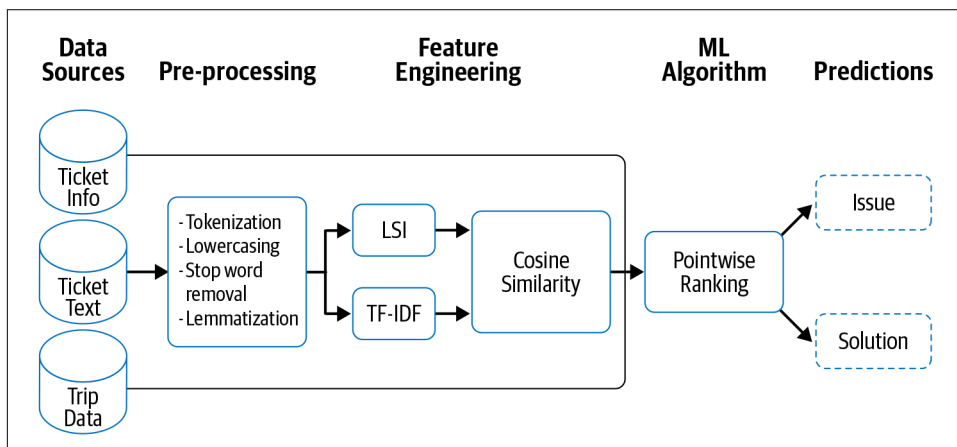 Data
Sources
Pre-processing
Feature
Engineering
ML
Algorithm
Predictions
Ticket
Info
Ticket
Text
Trip
Data
-Tokenization
-Lowercasing
-Stop word
removal
-Lemmatization
LSI
TF-IDF
Cosine
Similarity
Pointwise
Ranking
Issue
Solution